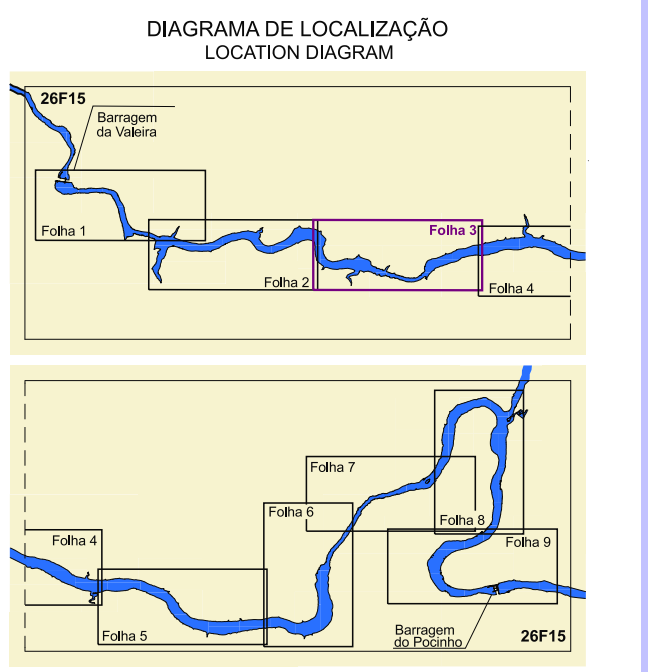 DIAGRAMA DE LOCALIZAÇÃO
LOCATION DIAGRAM
26F15
Barragem
da Valeira
Folha 1
Folha 2
Folha 3
Folha 4
Folha 7
Folha 6
Folha 8
Folha 4
Folha 9
Folha 5
Barragem
do Pocinho
26F15